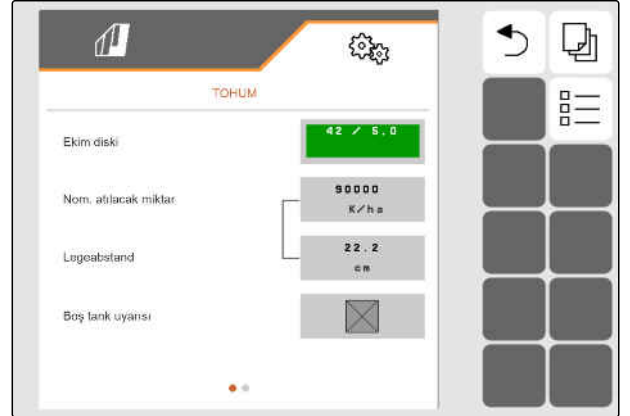 TOHUM
Ekim diski
42 / 5.0
Nom. atılacak miktar
90000
K/ha
Legeabstand
22.2
cm
Boş tank uyarısı